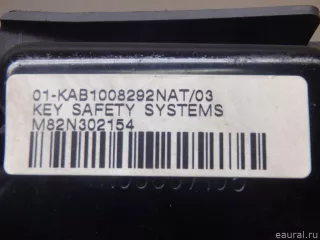 01-KAB1008292NAT/03
KEY SAFETY SYSTEMS
M82N302154
eaural.ru